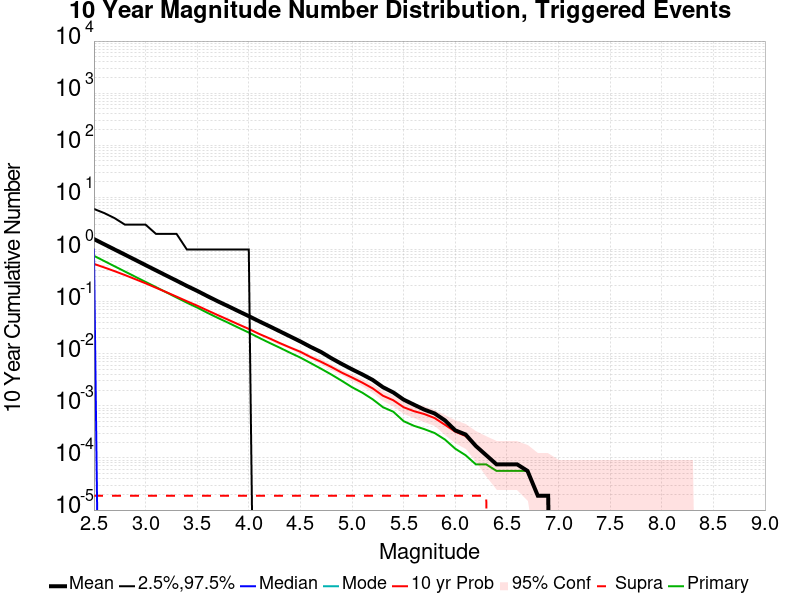 10 Year Magnitude Number Distribution, Triggered Events
10 Year Cumulative Number
10^4
10^3
10^2
10^1
10^0
10^-1
10^-2
10^-3
10^-4
10^-5
2.5 3.0 3.5 4.0 4.5 5.0 5.5 6.0 6.5 7.0 7.5 8.0 8.5 9.0
Magnitude
Mean 2.5%,97.5% Median Mode 10 yr Prob 95% Conf Supra Primary